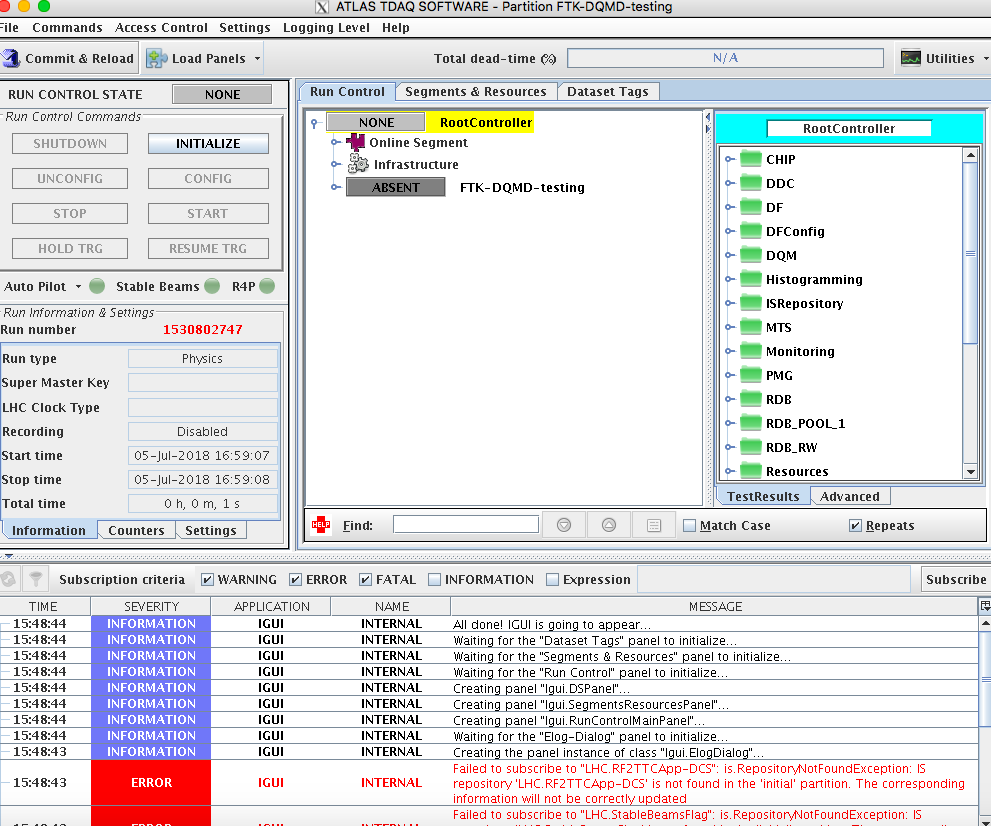 ATLAS TDAQ SOFTWARE - Partition FTK-DQMD-testing
File Commands Access Control Settings Logging Level Help
Commit & Reload Load Panels Total dead-time (%) N/A Utilities
RUN CONTROL STATE NONE
Run Control Commands
SHUTDOWN INITIALIZE
UNCONFIG CONFIG
STOP START
HOLD TRG RESUME TRG
Auto Pilot Stable Beams R4P
Run Information & Settings
Run number 1530802747
Run type Physics
Super Master Key
LHC Clock Type
Recording Disabled
Start time 05-Jul-2018 16:59:07
Stop time 05-Jul-2018 16:59:08
Total time 0 h, 0 m, 1 s
Information Counters Settings
Run Control Segments & Resources Dataset Tags
NONE RootController
Online Segment
Infrastructure
ABSENT FTK-DQMD-testing
RootController
CHIP
DDC
DF
DFConfig
DQM
Histogramming
ISRepository
MTS
Monitoring
PMG
RDB
RDB_POOL_1
RDB_RW
Resources
TestResults Advanced
HELP Find: Match Case Repeats
Subscription criteria WARNING ERROR FATAL INFORMATION Expression Subscribe
TIME SEVERITY APPLICATION NAME MESSAGE
15:48:44 INFORMATION IGUI INTERNAL All done! IGUI is going to appear...
15:48:44 INFORMATION IGUI INTERNAL Waiting for the "Dataset Tags" panel to initialize...
15:48:44 INFORMATION IGUI INTERNAL Waiting for the "Segments & Resources" panel to initialize...
15:48:44 INFORMATION IGUI INTERNAL Waiting for the "Run Control" panel to initialize...
15:48:44 INFORMATION IGUI INTERNAL Creating panel "Igui.DSPanel"...
15:48:44 INFORMATION IGUI INTERNAL Creating panel "Igui.SegmentsResourcesPanel"...
15:48:44 INFORMATION IGUI INTERNAL Creating panel "Igui.RunControlMainPanel"...
15:48:44 INFORMATION IGUI INTERNAL Waiting for the "Elog-Dialog" panel to initialize...
15:48:43 INFORMATION IGUI INTERNAL Creating the panel instance of class "Igui.ElogDialog"...
15:48:43 ERROR IGUI INTERNAL Failed to subscribe to "LHC.RF2TTCApp-DCS": is.RepositoryNotFoundException: IS
repository 'LHC.RF2TTCApp-DCS' is not found in the 'initial' partition. The corresponding
information will not be correctly updated
Failed to subscribe to "LHC.StableBeamsFlag": is.RepositoryNotFoundException: IS
15:48:43 ERROR IGUI INTERNAL